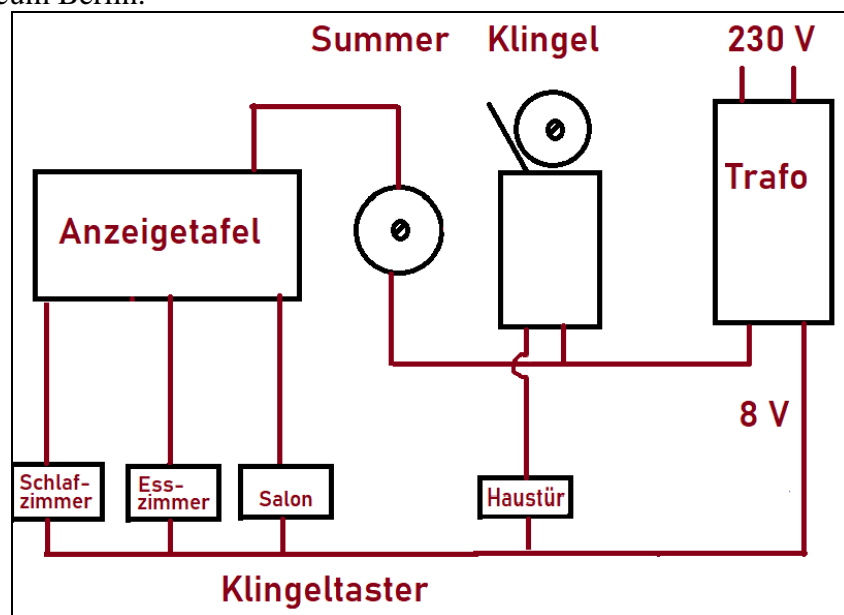 Summer Klingel 230 V
Trafo
Anzeigetafel
8 V
Schlaf-
zimmer
Ess-
zimmer
Salon
Haustür
Klingeltaster